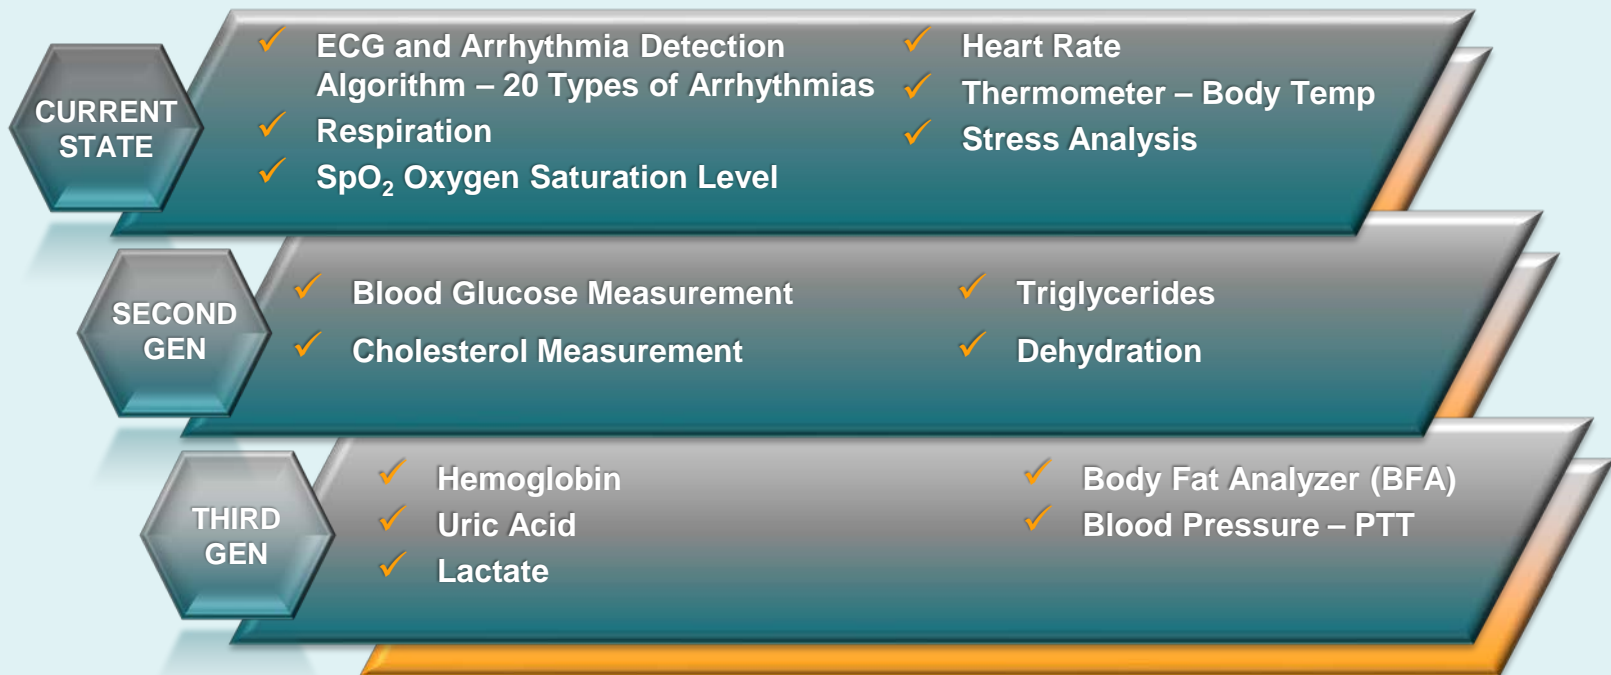 CURRENT
STATE
ECG and Arrhythmia Detection
Algorithm – 20 Types of Arrhythmias
Respiration
SpO₂ Oxygen Saturation Level
Heart Rate
Thermometer – Body Temp
Stress Analysis
SECOND
GEN
Blood Glucose Measurement
Cholesterol Measurement
Triglycerides
Dehydration
THIRD
GEN
Hemoglobin
Uric Acid
Lactate
Body Fat Analyzer (BFA)
Blood Pressure – PTT